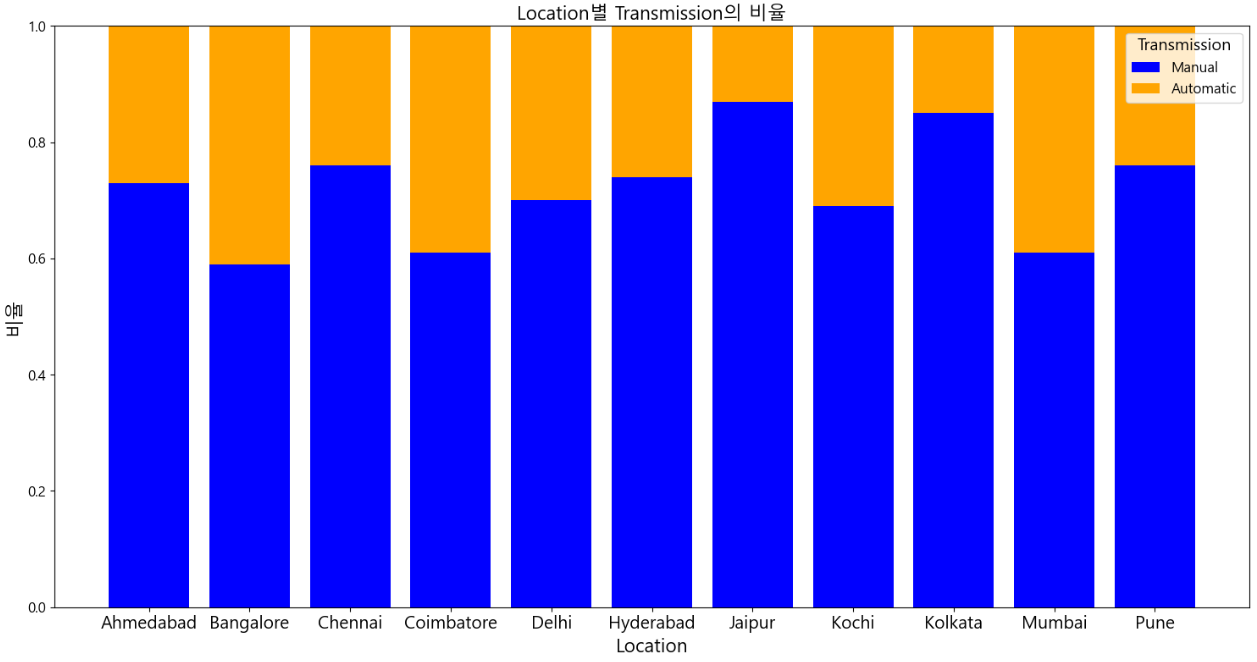 Location별 Transmission의 비율
Transmission
Manual
Automatic
비율
1.0
0.8
0.6
0.4
0.2
0.0
Ahmedabad Bangalore Chennai Coimbatore Delhi Hyderabad Jaipur Kochi Kolkata Mumbai Pune
Location